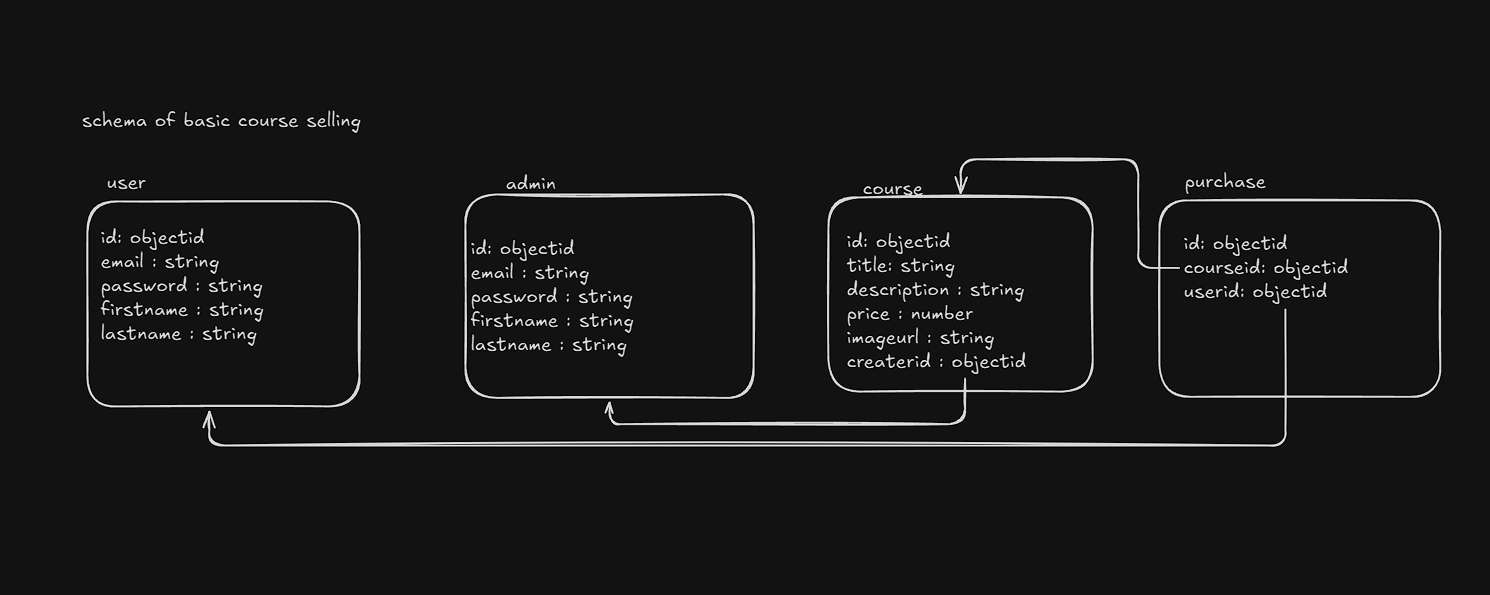 schema of basic course selling
user
id: objectid
email : string
password : string
firstname : string
lastname : string
admin
id: objectid
email : string
password : string
firstname : string
lastname : string
course
id: objectid
title: string
description : string
price : number
imageurl : string
createrid : objectid
purchase
id: objectid
courseid: objectid
userid: objectid